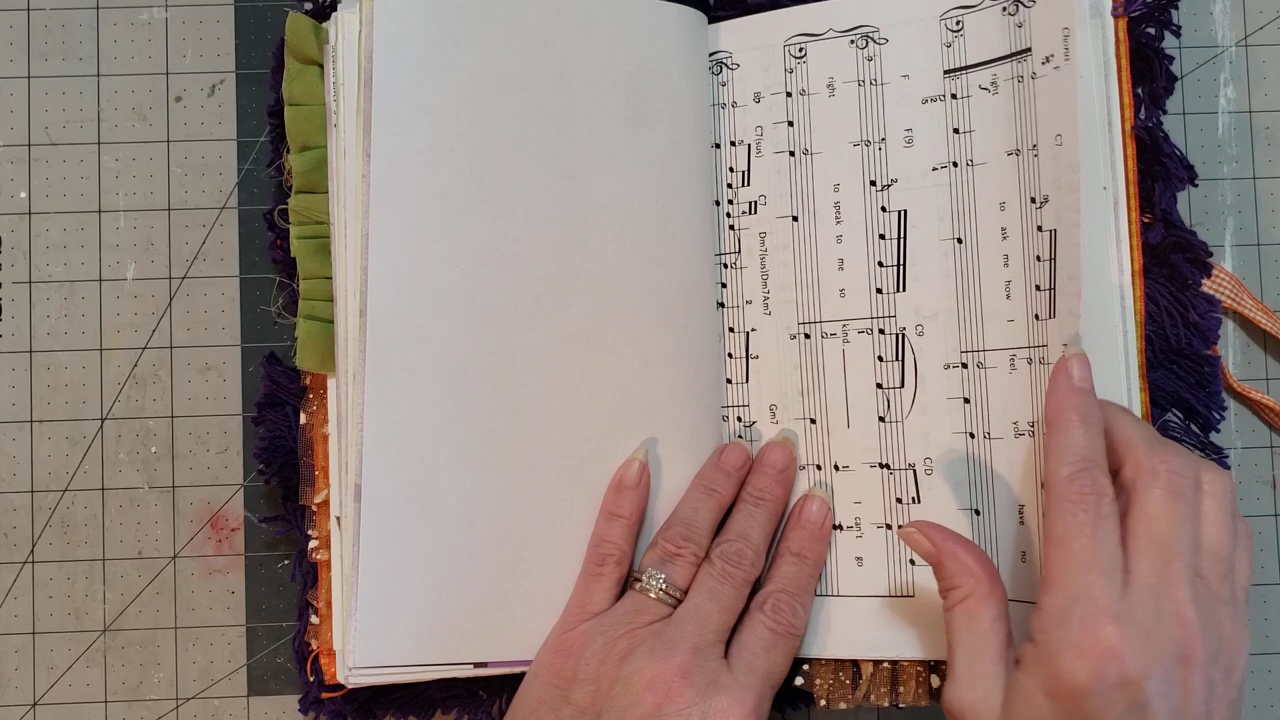 Chorus
F C7
f
right to ask me how I feel, you have no
F F(9) C9 C/D
right to speak to me so kind. I can't go
B♭ C7(sus) C7 Dm7(sus) Dm7 Am7 Gm7